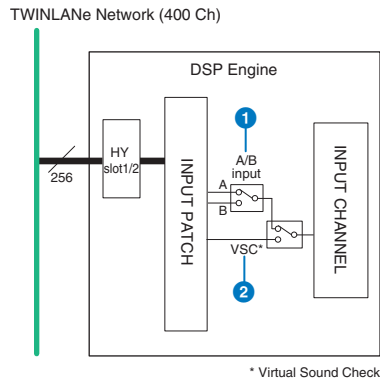 TWINLANe Network (400 Ch)
DSP Engine
1
HY
slot1/2
256
A/B
input
A
B
INPUT PATCH
INPUT CHANNEL
VSC*
2
* Virtual Sound Check